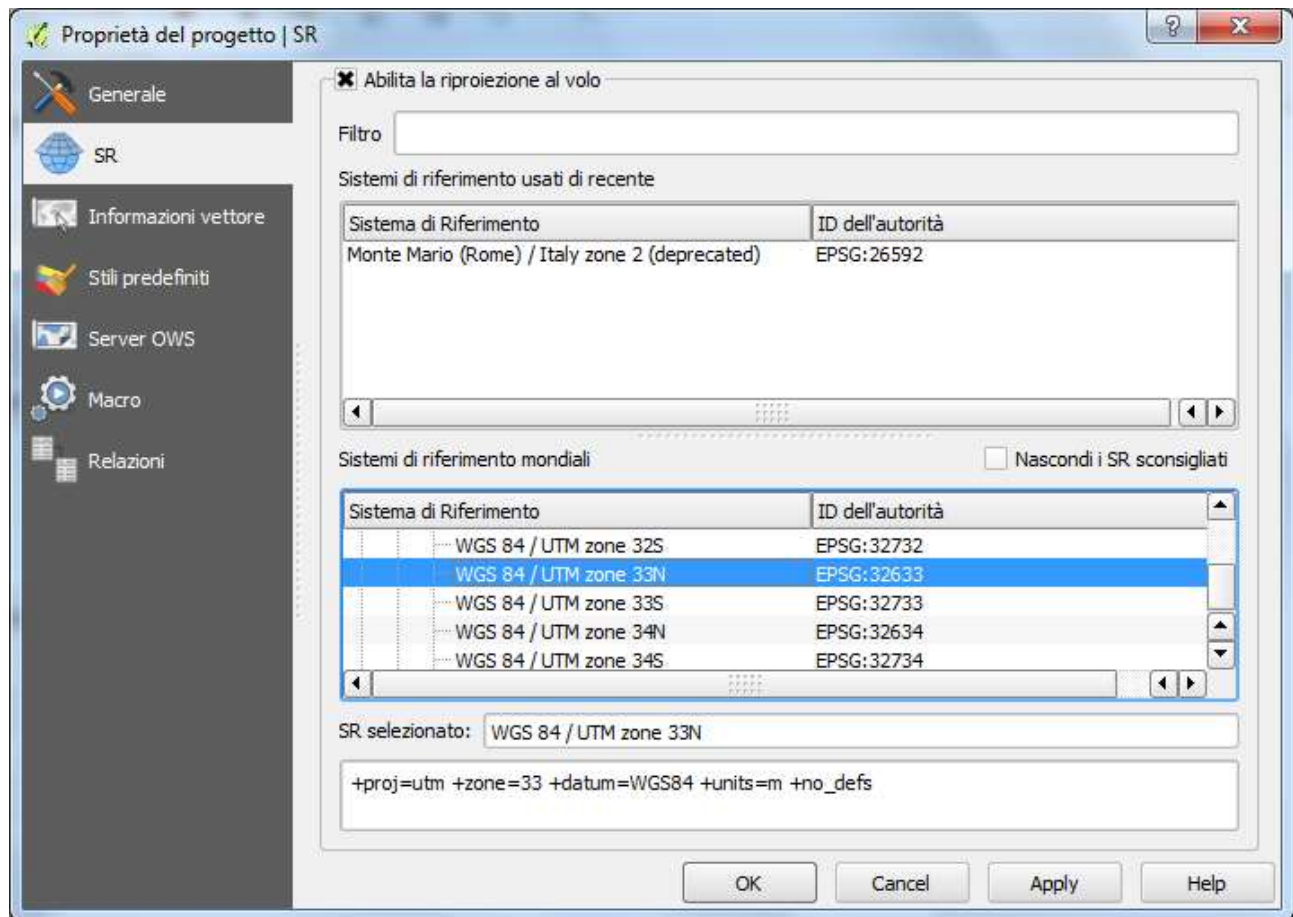 Proprietà del progetto | SR
Generale
SR
Informazioni vettore
Stili predefiniti
Server OWS
Macro
Relazioni
Abilita la riproiezione al volo
Filtro
Sistemi di riferimento usati di recente
Sistema di Riferimento ID dell'autorità
Monte Mario (Rome) / Italy zone 2 (deprecated) EPSG:26592
Sistemi di riferimento mondiali Nascondi i SR sconsigliati
Sistema di Riferimento ID dell'autorità
WGS 84 / UTM zone 32S EPSG:32732
WGS 84 / UTM zone 33N EPSG:32633
WGS 84 / UTM zone 33S EPSG:32733
WGS 84 / UTM zone 34N EPSG:32634
WGS 84 / UTM zone 34S EPSG:32734
SR selezionato: WGS 84 / UTM zone 33N
+proj=utm +zone=33 +datum=WGS84 +units=m +no_defs
OK Cancel Apply Help